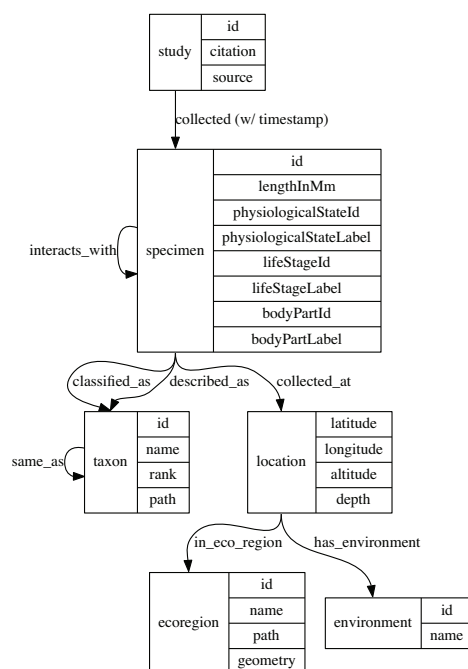 study
id
citation
source
collected (w/ timestamp)
specimen
id
lengthInMm
physiologicalStateId
physiologicalStateLabel
lifeStageId
lifeStageLabel
bodyPartId
bodyPartLabel
interacts_with
classified_as
described_as
collected_at
same_as
taxon
id
name
rank
path
location
latitude
longitude
altitude
depth
in_eco_region
has_environment
ecoregion
id
name
path
geometry
environment
id
name